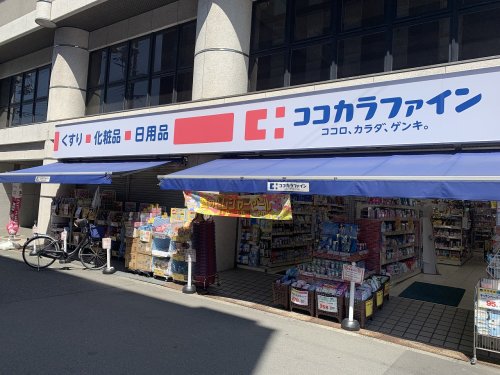 くすり ■ 化粧品 ■ 日用品
ココカラファイン
ココロ、カラダ、ゲンキ。
ココカラファイン